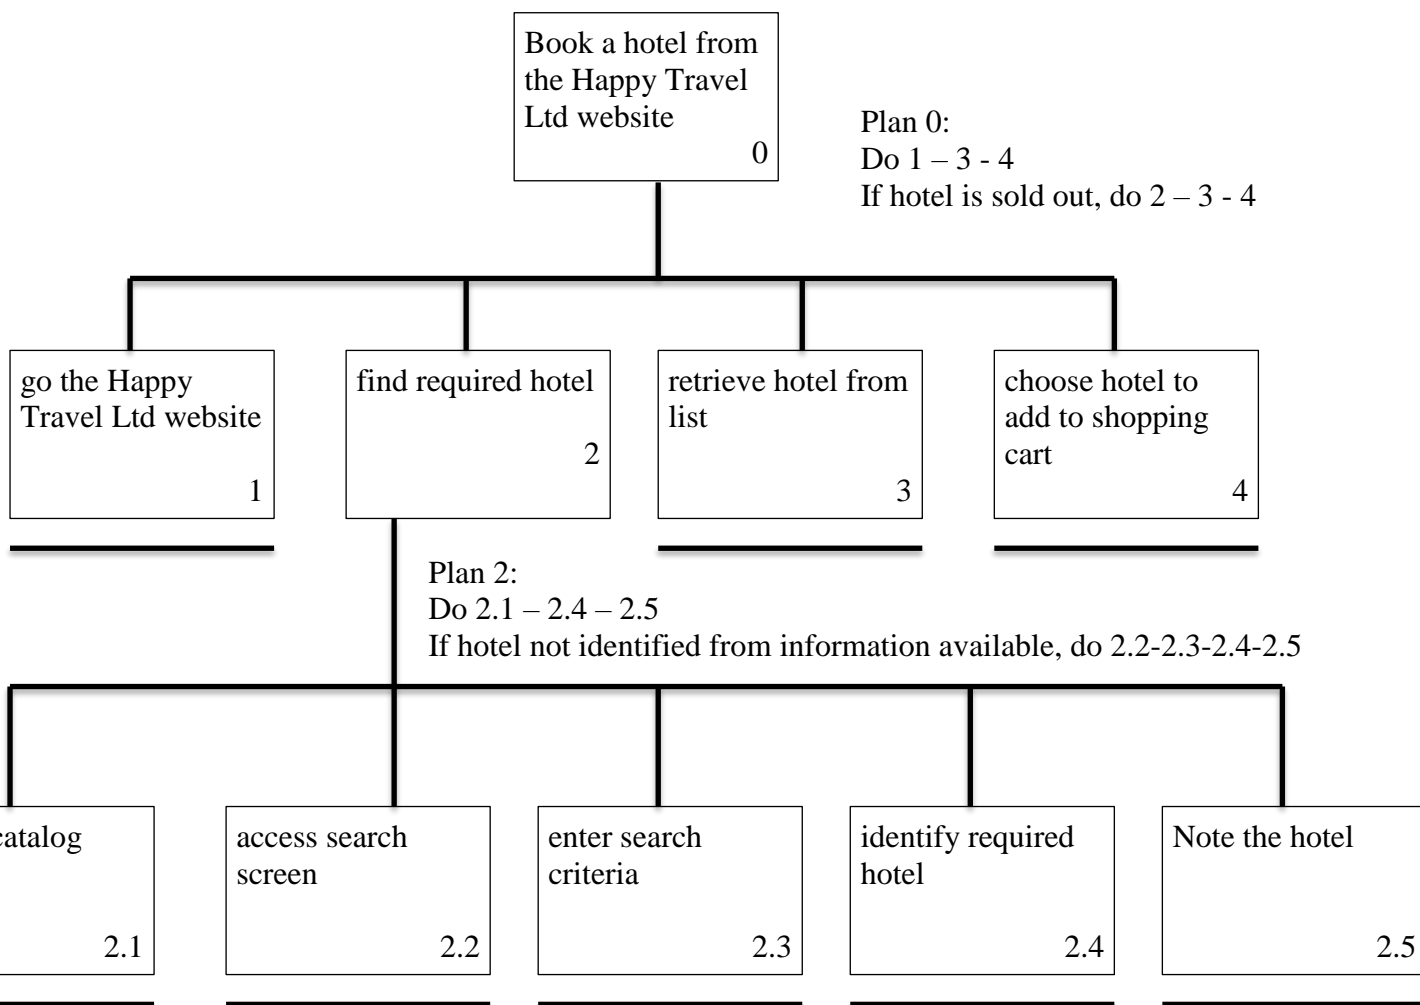 Book a hotel from
the Happy Travel
Ltd website
0
Plan 0:
Do 1 – 3 - 4
If hotel is sold out, do 2 – 3 - 4
go the Happy
Travel Ltd website
1
find required hotel
2
retrieve hotel from
list
3
choose hotel to
add to shopping
cart
4
Plan 2:
Do 2.1 – 2.4 – 2.5
If hotel not identified from information available, do 2.2-2.3-2.4-2.5
catalog
2.1
access search
screen
2.2
enter search
criteria
2.3
identify required
hotel
2.4
Note the hotel
2.5